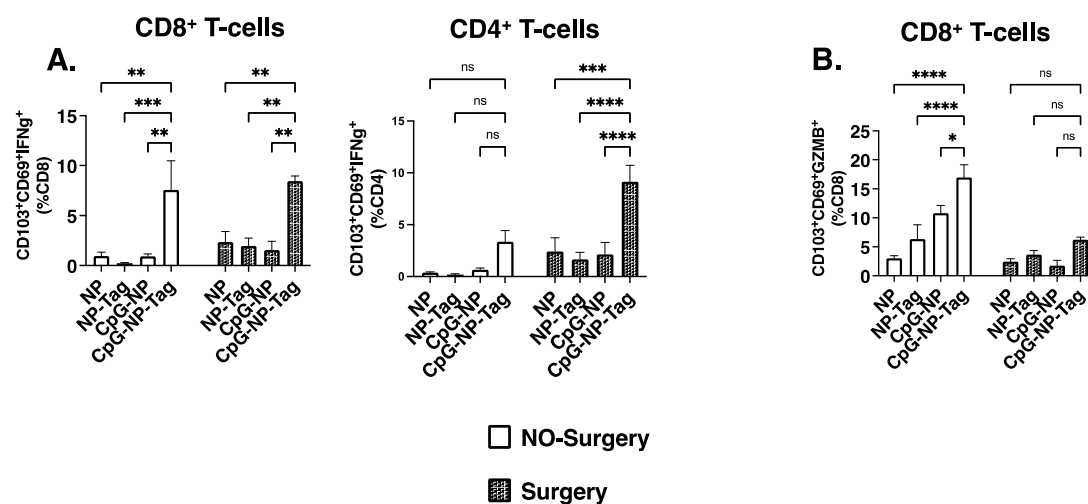 CD8+ T-cells
CD4+ T-cells
CD8+ T-cells
A.
**
***
**
**
**
**
CD103+CD69+IFNg+
(%CD8)
15
10
5
0
NP
NP-Tag
CpG-NP
CpG-NP-Tag
NP
NP-Tag
CpG-NP
CpG-NP-Tag
ns
ns
ns
***
****
****
CD103+CD69+IFNg+
(%CD4)
15
10
5
0
NP
NP-Tag
CpG-NP
CpG-NP-Tag
NP
NP-Tag
CpG-NP
CpG-NP-Tag
B.
****
****
*
ns
ns
ns
CD103+CD69+GZMB+
(%CD8)
25
20
15
10
5
0
NP
NP-Tag
CpG-NP
CpG-NP-Tag
NP
NP-Tag
CpG-NP
CpG-NP-Tag
NO-Surgery
Surgery